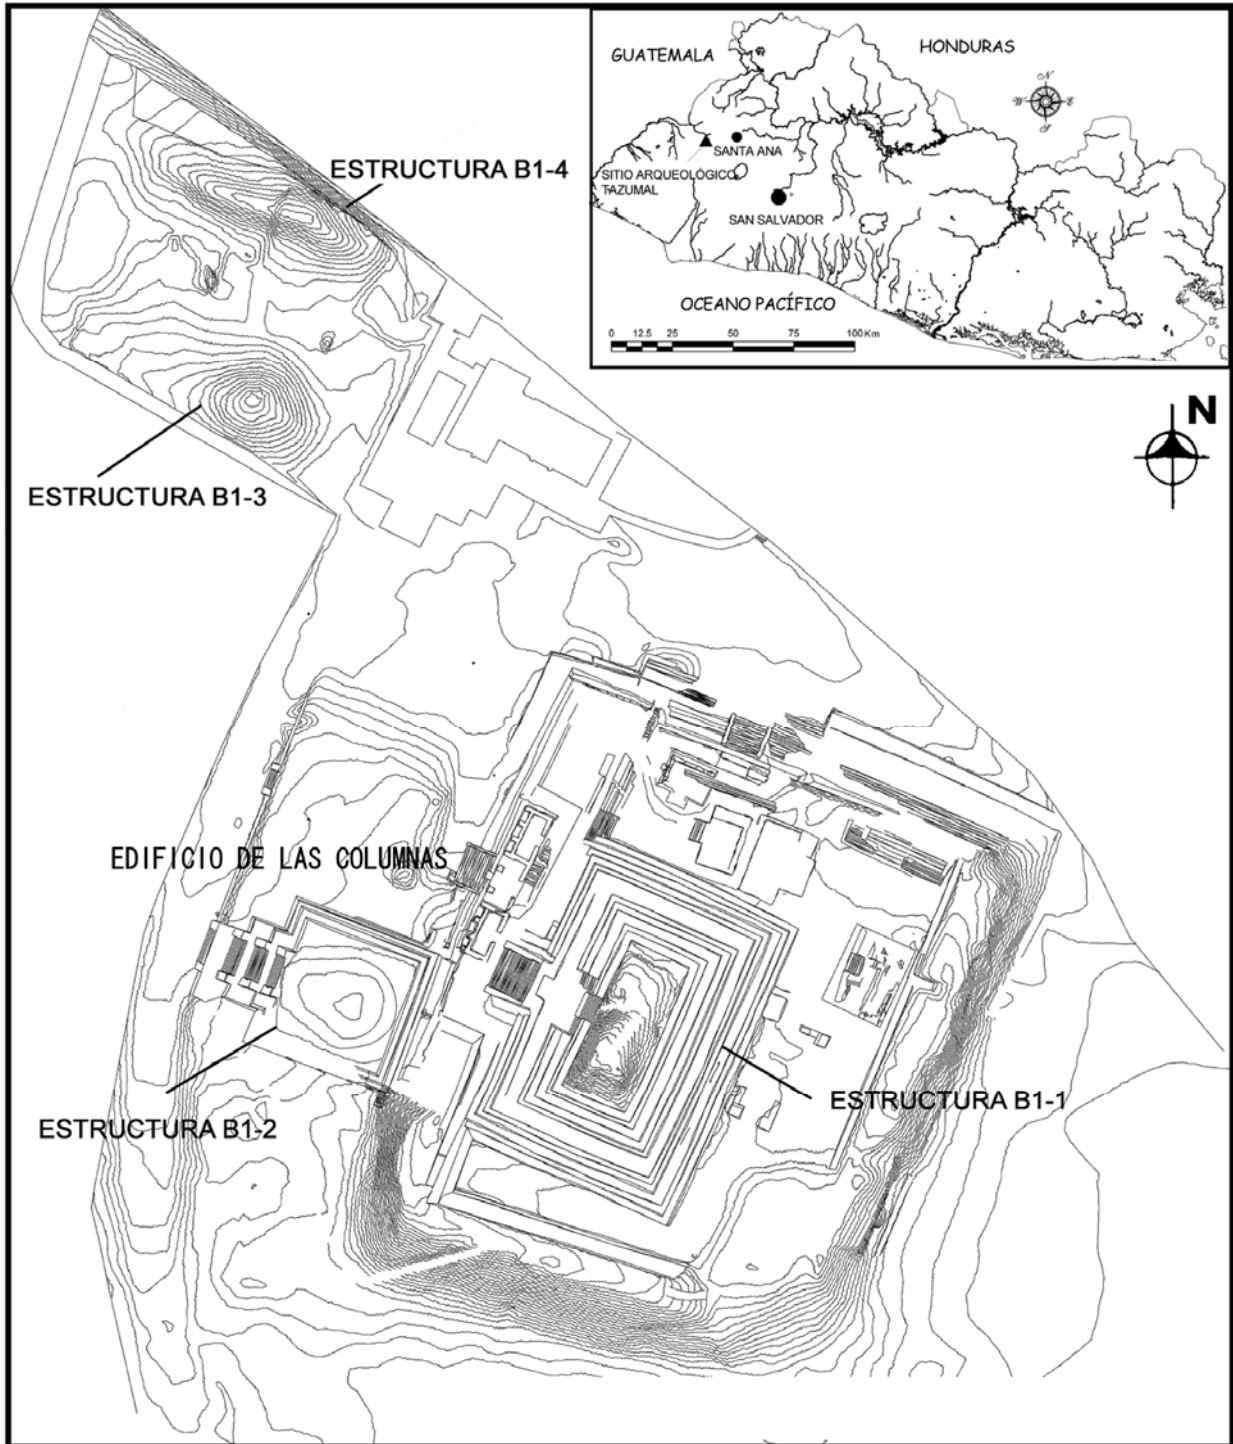 GUATEMALA
HONDURAS
N
W E
S
SANTA ANA
SITIO ARQUEOLÓGICO
TAZUMAL
SAN SALVADOR
OCEANO PACÍFICO
0 12.5 25 50 75 100 Km
ESTRUCTURA B1-4
N
ESTRUCTURA B1-3
EDIFICIO DE LAS COLUMNAS
ESTRUCTURA B1-1
ESTRUCTURA B1-2